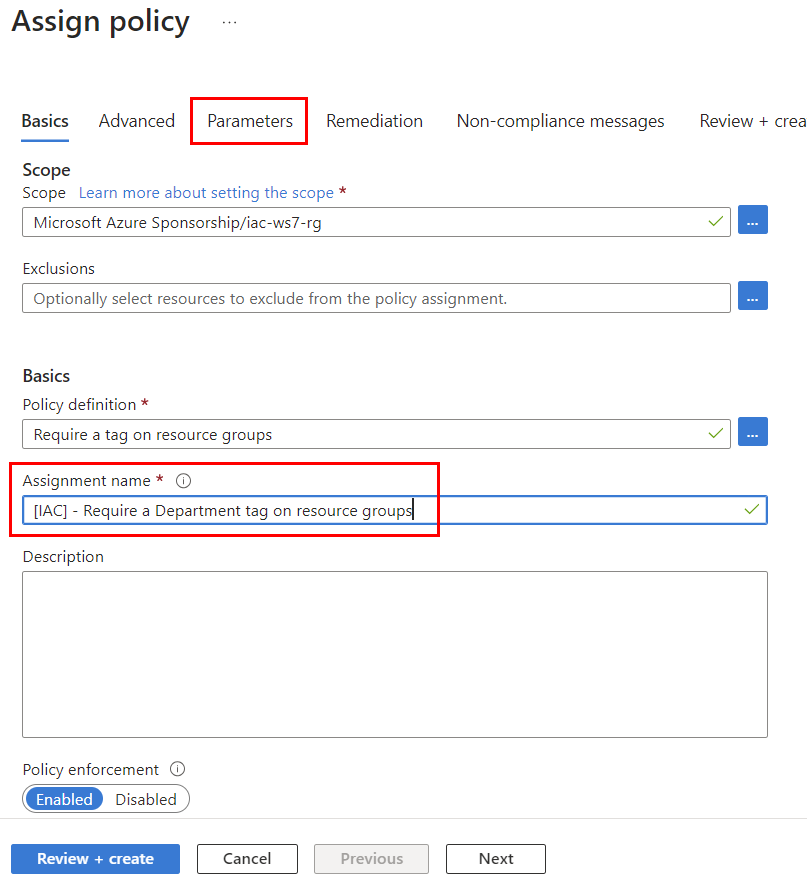 Assign policy ...
Basics Advanced Parameters Remediation Non-compliance messages Review + crea
Scope
Scope Learn more about setting the scope *
Microsoft Azure Sponsorship/iac-ws7-rg ...
Exclusions
Optionally select resources to exclude from the policy assignment. ...
Basics
Policy definition *
Require a tag on resource groups ...
Assignment name *
[IAC] - Require a Department tag on resource groups
Description
Policy enforcement
Enabled Disabled
Review + create Cancel Previous Next